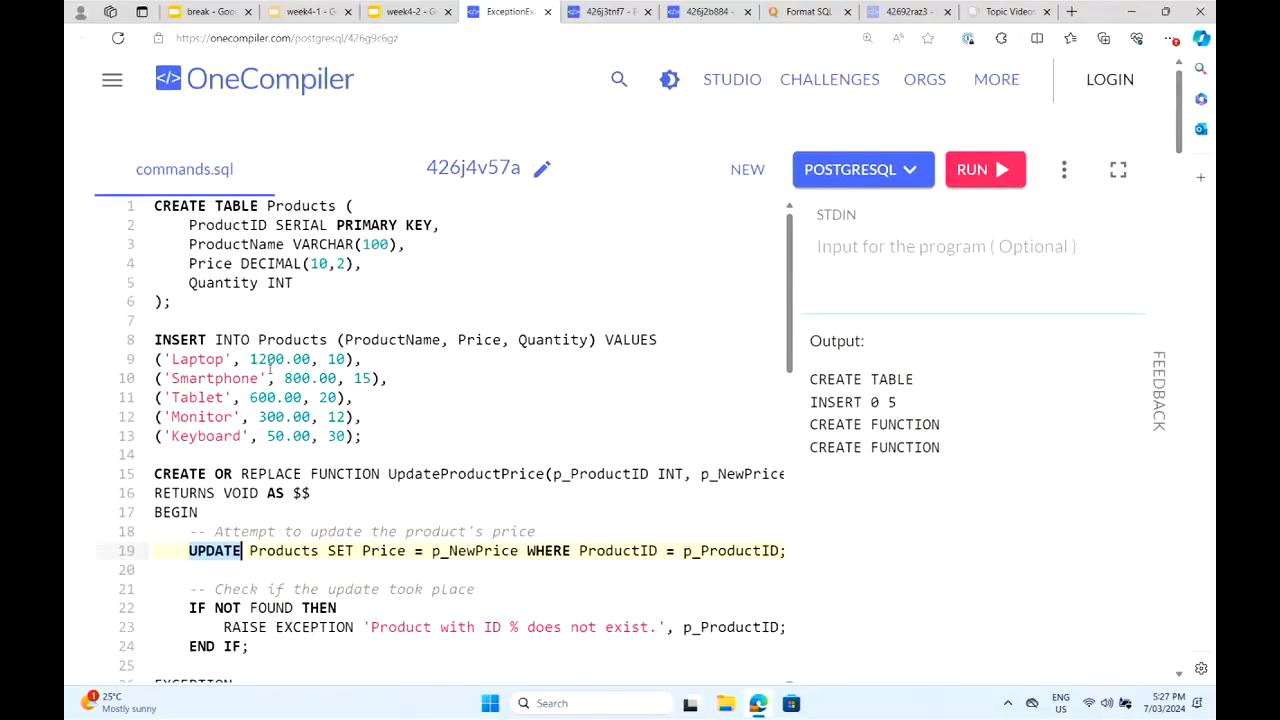 break - Goo
week4-1 - G
week4-2 - G
ExceptionEx
426j3tnf7 - P
426j2b884 -
Format SQL
42692raz3 -
Topic Videos
https://onecompiler.com/postgresql/426g9c6gz
</> OneCompiler
STUDIO CHALLENGES ORGS MORE LOGIN
commands.sql 426j4v57a NEW POSTGRESQL RUN
1 CREATE TABLE Products (
2 ProductID SERIAL PRIMARY KEY,
3 ProductName VARCHAR(100),
4 Price DECIMAL(10,2),
5 Quantity INT
6 );
7
8 INSERT INTO Products (ProductName, Price, Quantity) VALUES
9 ('Laptop', 1200.00, 10),
10 ('Smartphone', 800.00, 15),
11 ('Tablet', 600.00, 20),
12 ('Monitor', 300.00, 12),
13 ('Keyboard', 50.00, 30);
14
15 CREATE OR REPLACE FUNCTION UpdateProductPrice(p_ProductID INT, p_NewPrice
16 RETURNS VOID AS $$
17 BEGIN
18 -- Attempt to update the product's price
19 UPDATE Products SET Price = p_NewPrice WHERE ProductID = p_ProductID;
20
21 -- Check if the update took place
22 IF NOT FOUND THEN
23 RAISE EXCEPTION 'Product with ID % does not exist.', p_ProductID;
24 END IF;
25
STDIN
Input for the program ( Optional )
Output:
CREATE TABLE
INSERT 0 5
CREATE FUNCTION
CREATE FUNCTION
FEEDBACK
1
25°C
Mostly sunny
Search
ENG
US
5:27 PM
7/03/2024